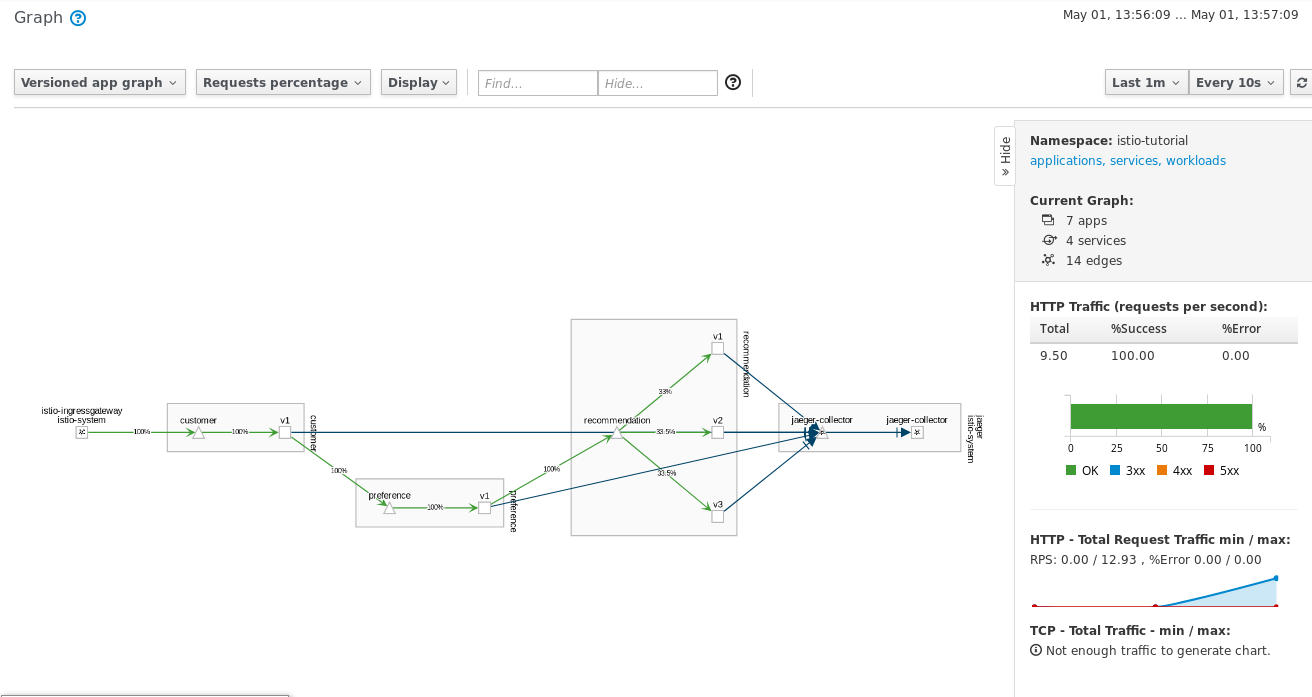 Graph
May 01, 13:56:09 ... May 01, 13:57:09
Versioned app graph
Requests percentage
Display
Find...
Hide...
Last 1m
Every 10s
Hide
Namespace: istio-tutorial
applications, services, workloads
Current Graph:
7 apps
4 services
14 edges
HTTP Traffic (requests per second):
Total %Success %Error
9.50 100.00 0.00
%
0 25 50 75 100
OK 3xx 4xx 5xx
HTTP - Total Request Traffic min / max:
RPS: 0.00 / 12.93 , %Error 0.00 / 0.00
TCP - Total Traffic - min / max:
Not enough traffic to generate chart.
istio-ingressgateway
istio-system
100%
customer
100%
v1
customer
100%
preference
100%
v1
preference
100%
recommendation
33%
33.5%
33.5%
v1
v2
v3
recommendation
jaeger-collector
jaeger-collector
jaeger
istio-system